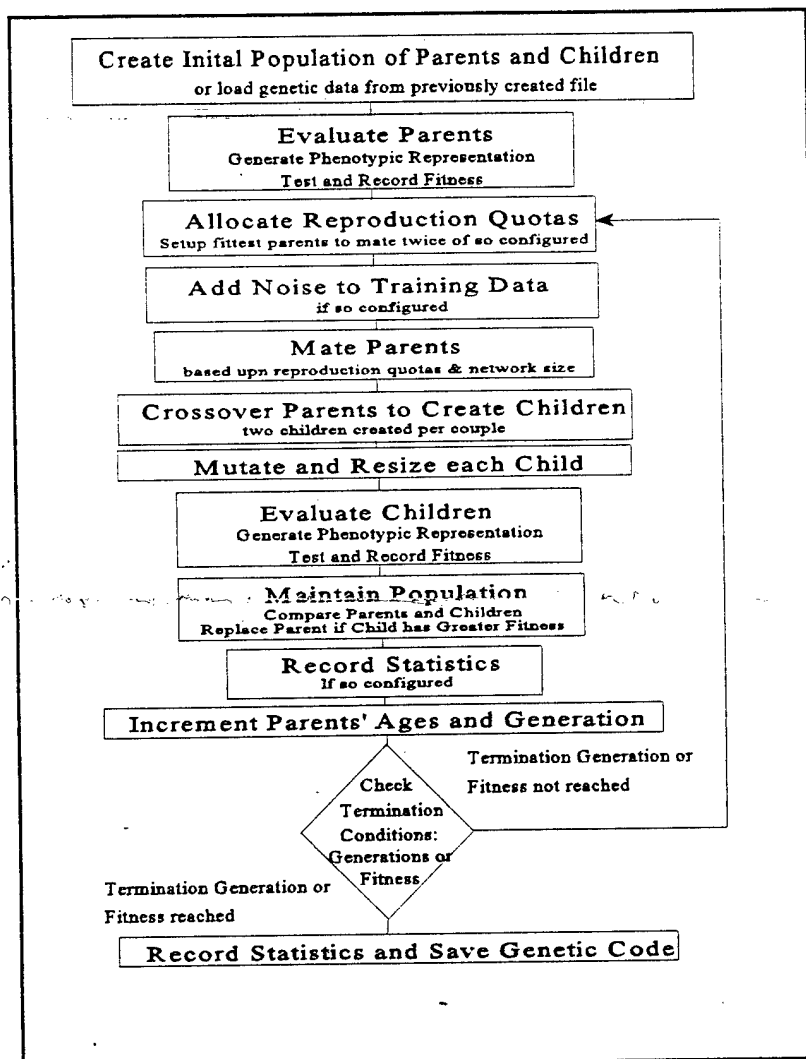 Create Inital Population of Parents and Children
or load genetic data from previously created file
Evaluate Parents
Generate Phenotypic Representation
Test and Record Fitness
Allocate Reproduction Quotas
Setup fittest parents to mate twice of so configured
Add Noise to Training Data
if so configured
Mate Parents
based upn reproduction quotas & network size
Crossover Parents to Create Children
two children created per couple
Mutate and Resize each Child
Evaluate Children
Generate Phenotypic Representation
Test and Record Fitness
Maintain Population
Compare Parents and Children
Replace Parent if Child has Greater Fitness
Record Statistics
If so configured
Increment Parents' Ages and Generation
Termination Generation or
Fitness not reached
Check
Termination
Conditions:
Generations or
Fitness
Termination Generation or
Fitness reached
Record Statistics and Save Genetic Code